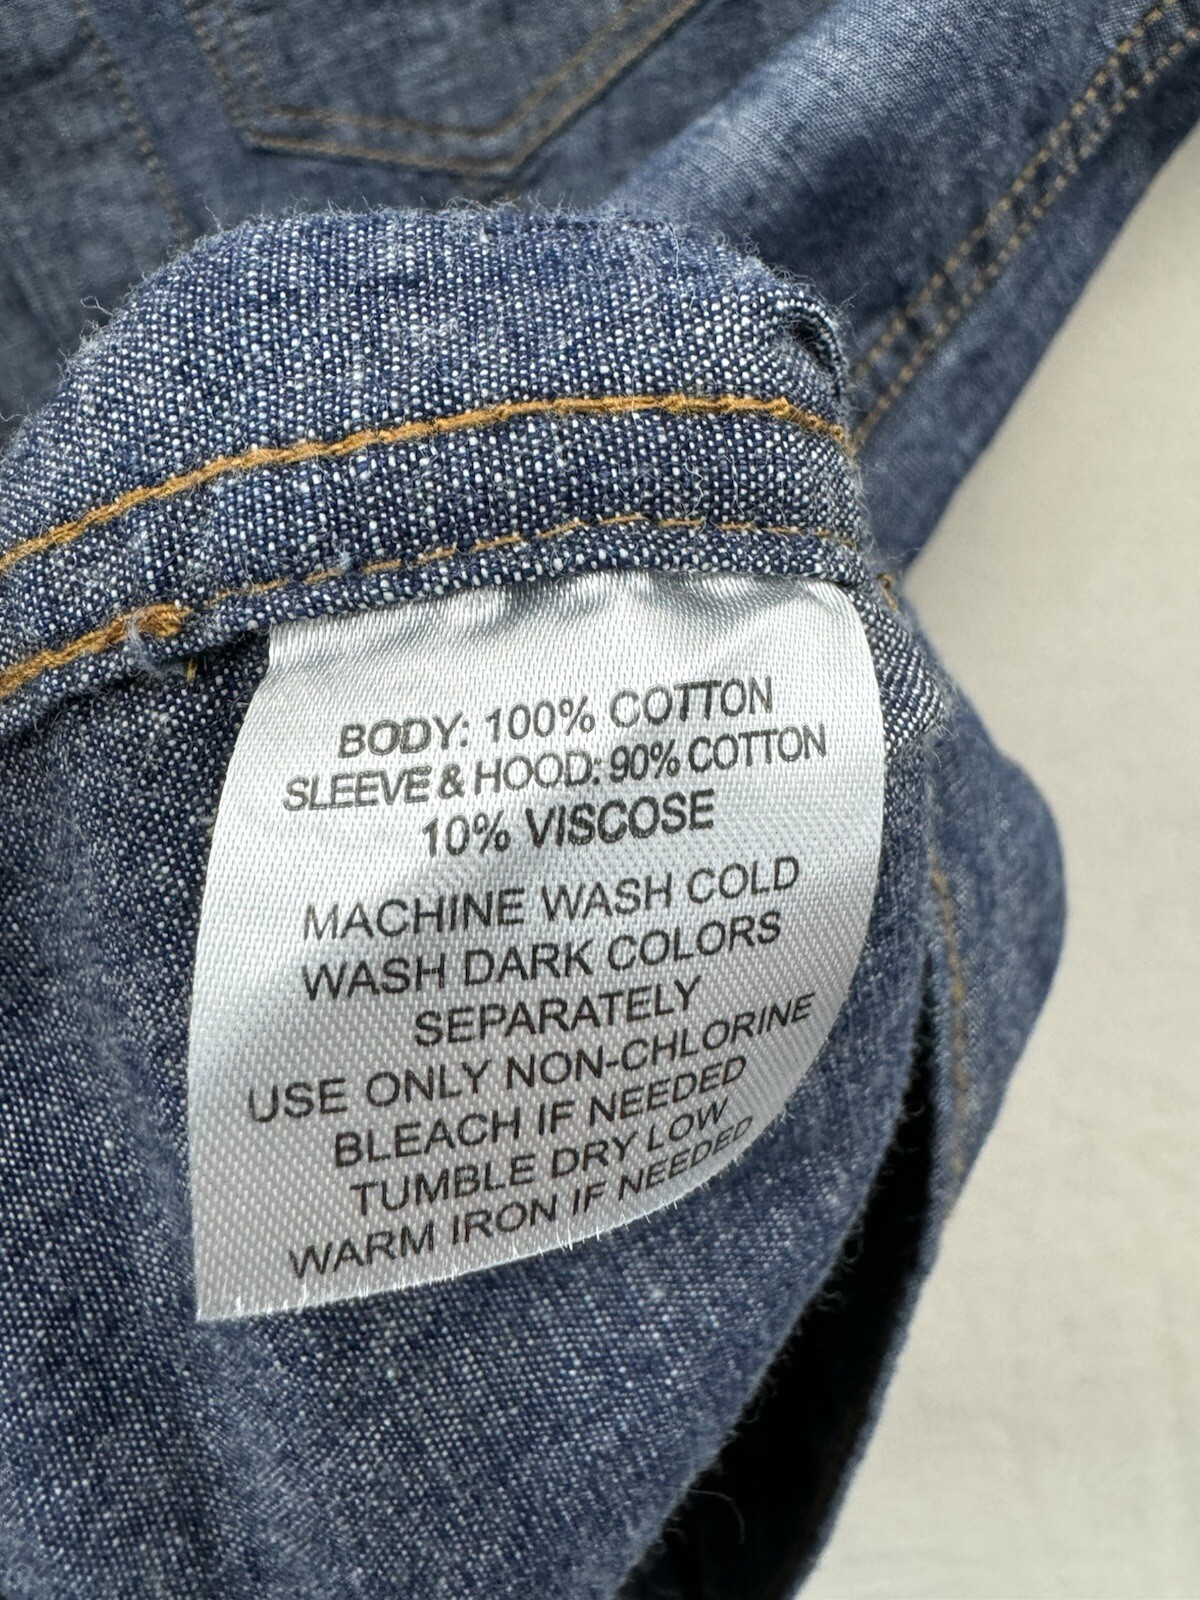 BODY: 100% COTTON
SLEEVE & HOOD: 90% COTTON
10% VISCOSE
MACHINE WASH COLD
WASH DARK COLORS
SEPARATELY
USE ONLY NON-CHLORINE
BLEACH IF NEEDED
TUMBLE DRY LOW
WARM IRON IF NEEDED